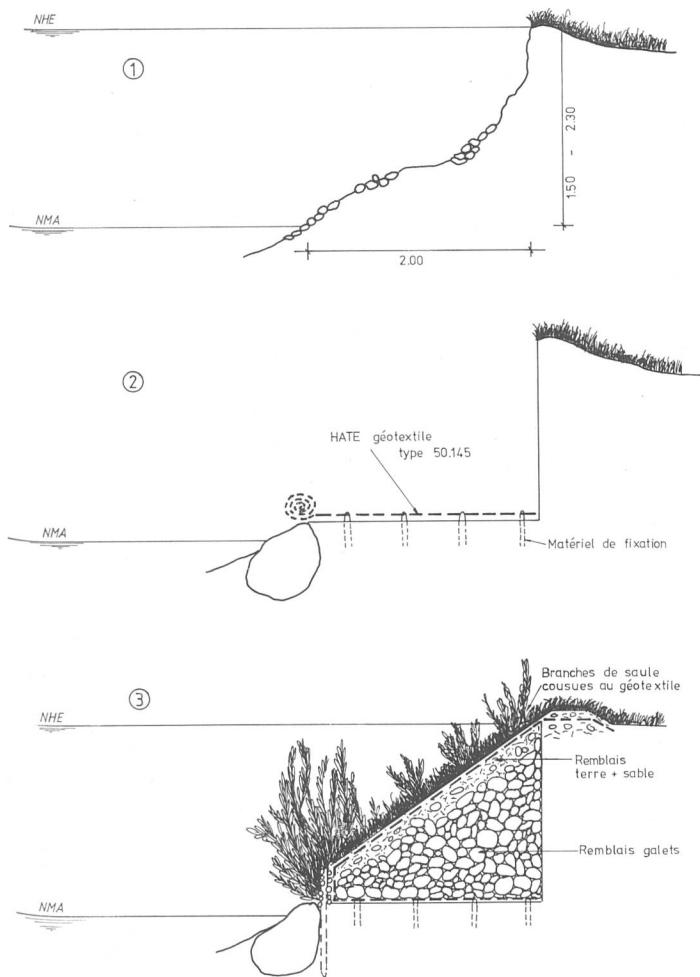 NHE
①
1.50 - 2.30
NMA
2.00
②
HATE géotextile
type 50.145
NMA
Matériel de fixation
③
Branches de saule
cousues au géotextile
NHE
Remblais
terre + sable
Remblais galets
NMA